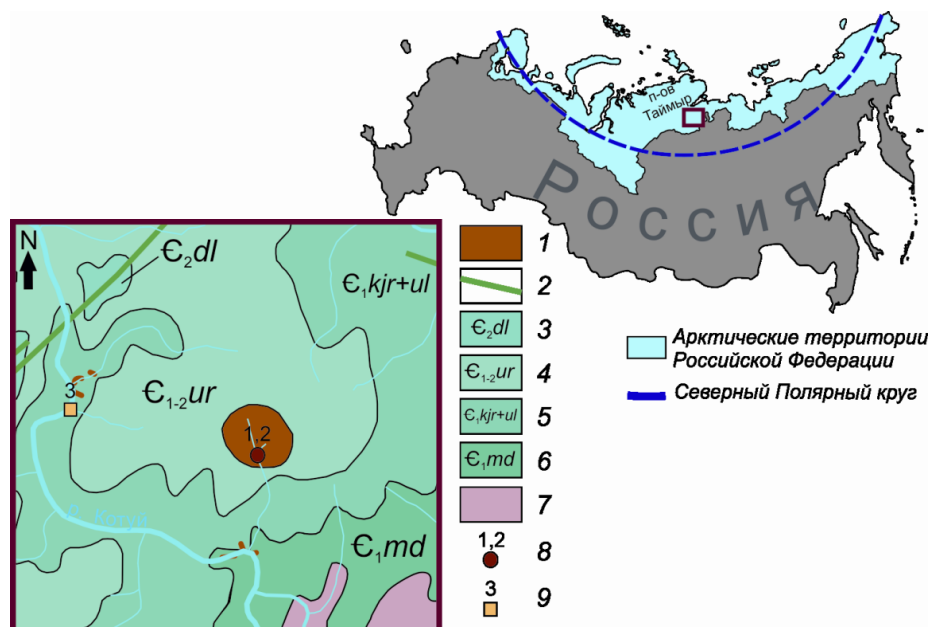 п-ов
Таймыр
Россия
Арктические территории
Российской Федерации
Северный Полярный круг
N
Є₂dl
Є₁kjr+ul
Є₁₋₂ur
3
1,2
р. Котуй
Є₁md
1
2
Є₂dl 3
Є₁₋₂ur 4
Є₁kjr+ul 5
Є₁md 6
7
1,2
8
3
9